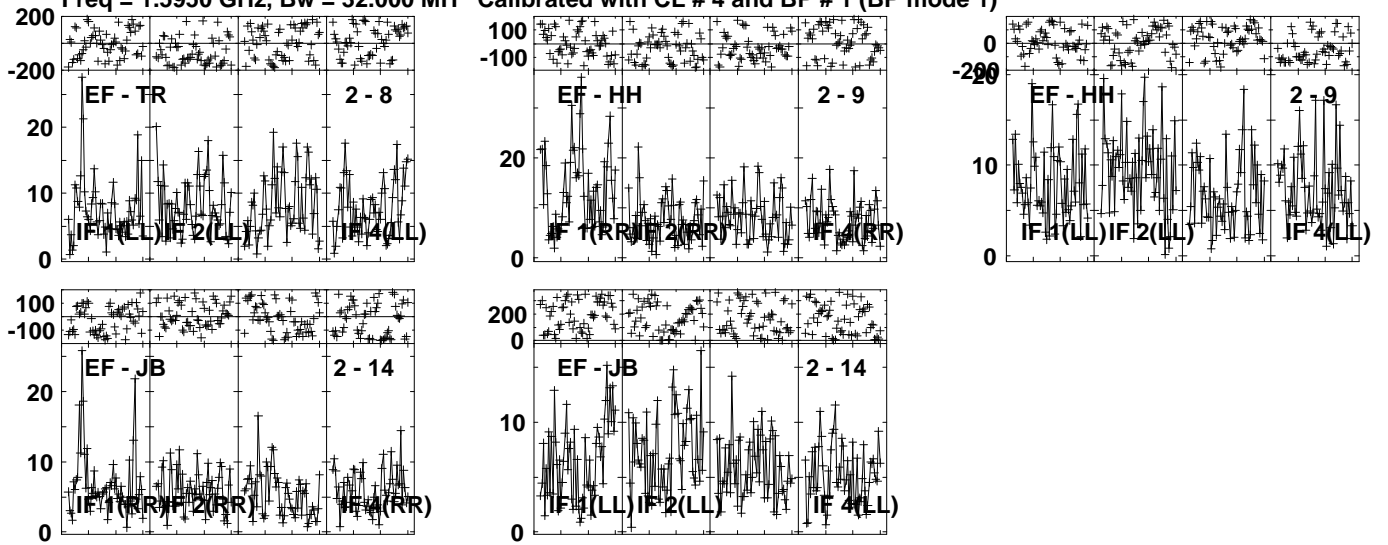 Freq = 1.5950 GHz, Bw = 32.000 MH Calibrated with CL # 4 and BP # 1 (BP mode 1)
200
0
-200
EF - TR 2 - 8
20
10
0
IF 1(LL) IF 2(LL) IF 4(LL)
100
-100
EF - HH 2 - 9
20
0
IF 1(RR) IF 2(RR) IF 4(RR)
0
-200
20
EF - HH 2 - 9
10
0
IF 1(LL) IF 2(LL) IF 4(LL)
100
-100
EF - JB 2 - 14
20
10
0
IF 1(RR) IF 2(RR) IF 4(RR)
200
0
EF - JB 2 - 14
10
0
IF 1(LL) IF 2(LL) IF 4(LL)